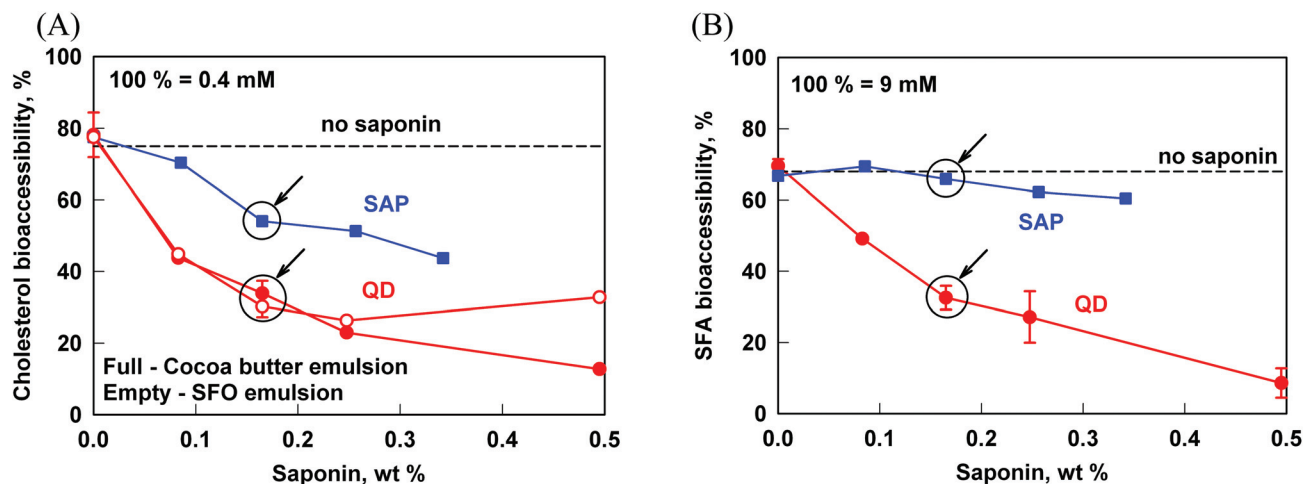 (A)
Cholesterol bioaccessibility, %
100
80
60
40
20
0
100 % = 0.4 mM
no saponin
SAP
QD
Full - Cocoa butter emulsion
Empty - SFO emulsion
0.0 0.1 0.2 0.3 0.4 0.5
Saponin, wt %
(B)
SFA bioaccessibility, %
100
80
60
40
20
0
100 % = 9 mM
no saponin
SAP
QD
0.0 0.1 0.2 0.3 0.4 0.5
Saponin, wt %